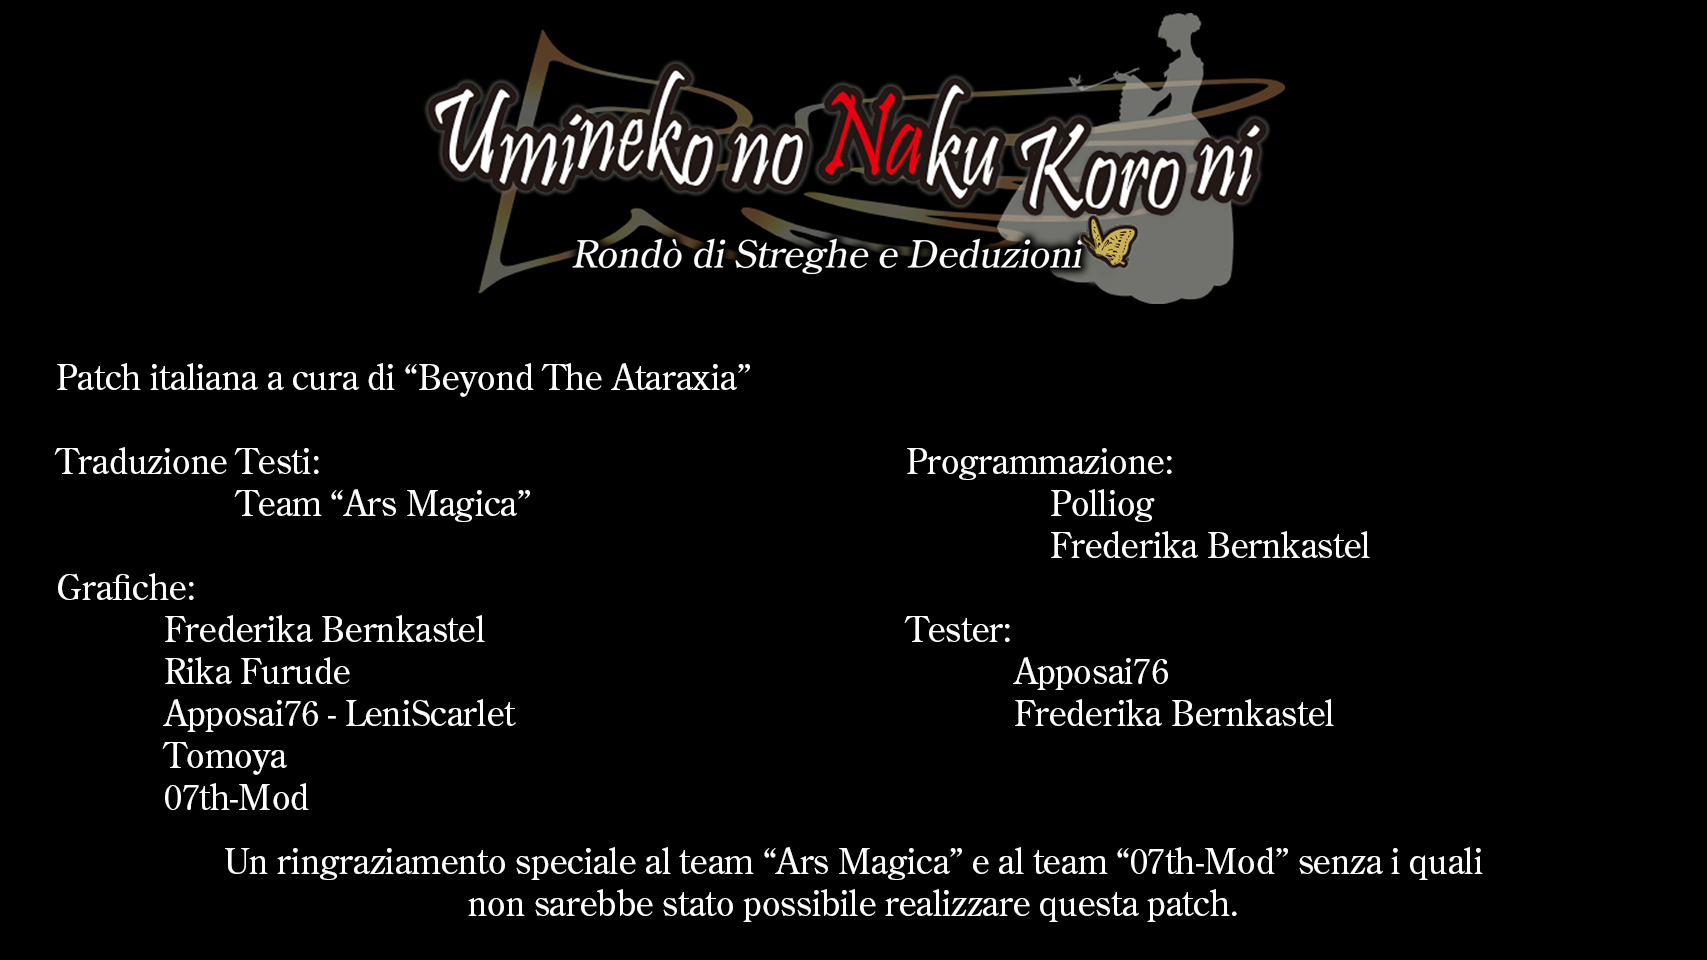 Umineko no Naku Koro ni
Rondò di Streghe e Deduzioni
Patch italiana a cura di “Beyond The Ataraxia”
Traduzione Testi:
Team “Ars Magica”
Grafiche:
Frederika Bernkastel
Rika Furude
Apposai76 - LeniScarlet
Tomoya
07th-Mod
Programmazione:
Polliog
Frederika Bernkastel
Tester:
Apposai76
Frederika Bernkastel
Un ringraziamento speciale al team “Ars Magica” e al team “07th-Mod” senza i quali
non sarebbe stato possibile realizzare questa patch.